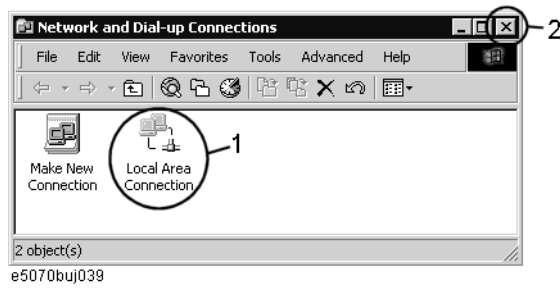 Network and Dial-up Connections
2
File Edit View Favorites Tools Advanced Help
1
Make New
Connection
Local Area
Connection
2 object(s)
e5070buj039